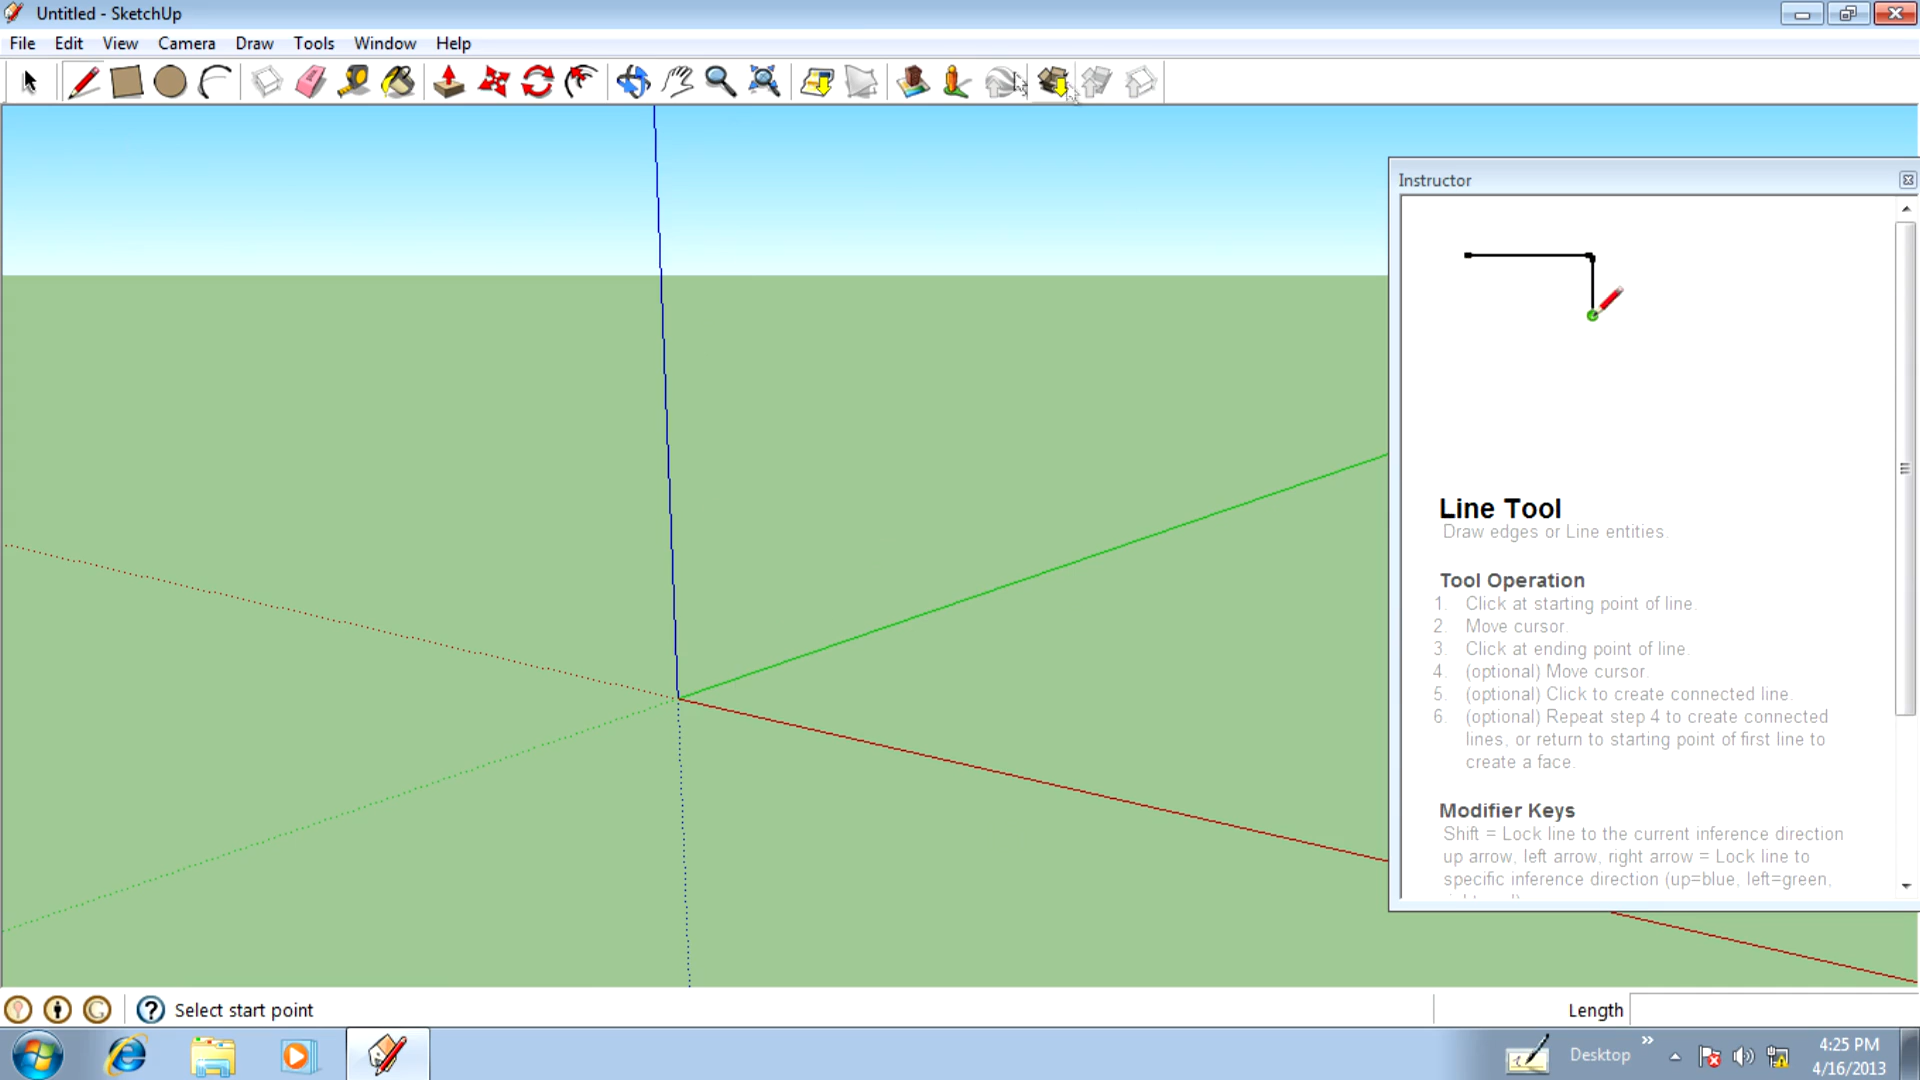 Untitled - SketchUp
File Edit View Camera Draw Tools Window Help
Instructor
Line Tool
Draw edges or Line entities.
Tool Operation
1. Click at starting point of line.
2. Move cursor.
3. Click at ending point of line.
4. (optional) Move cursor.
5. (optional) Click to create connected line.
6. (optional) Repeat step 4 to create connected
lines, or return to starting point of first line to
create a face.
Modifier Keys
Shift = Lock line to the current inference direction
up arrow, left arrow, right arrow = Lock line to
specific inference direction (up=blue, left=green,
Select start point
Length
Desktop
4:25 PM
4/16/2013